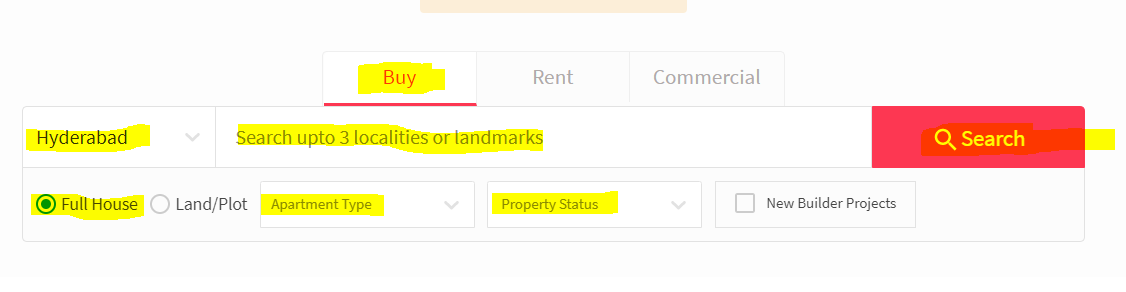 Buy Rent Commercial
Hyderabad Search upto 3 localities or landmarks Search
Full House Land/Plot Apartment Type Property Status New Builder Projects